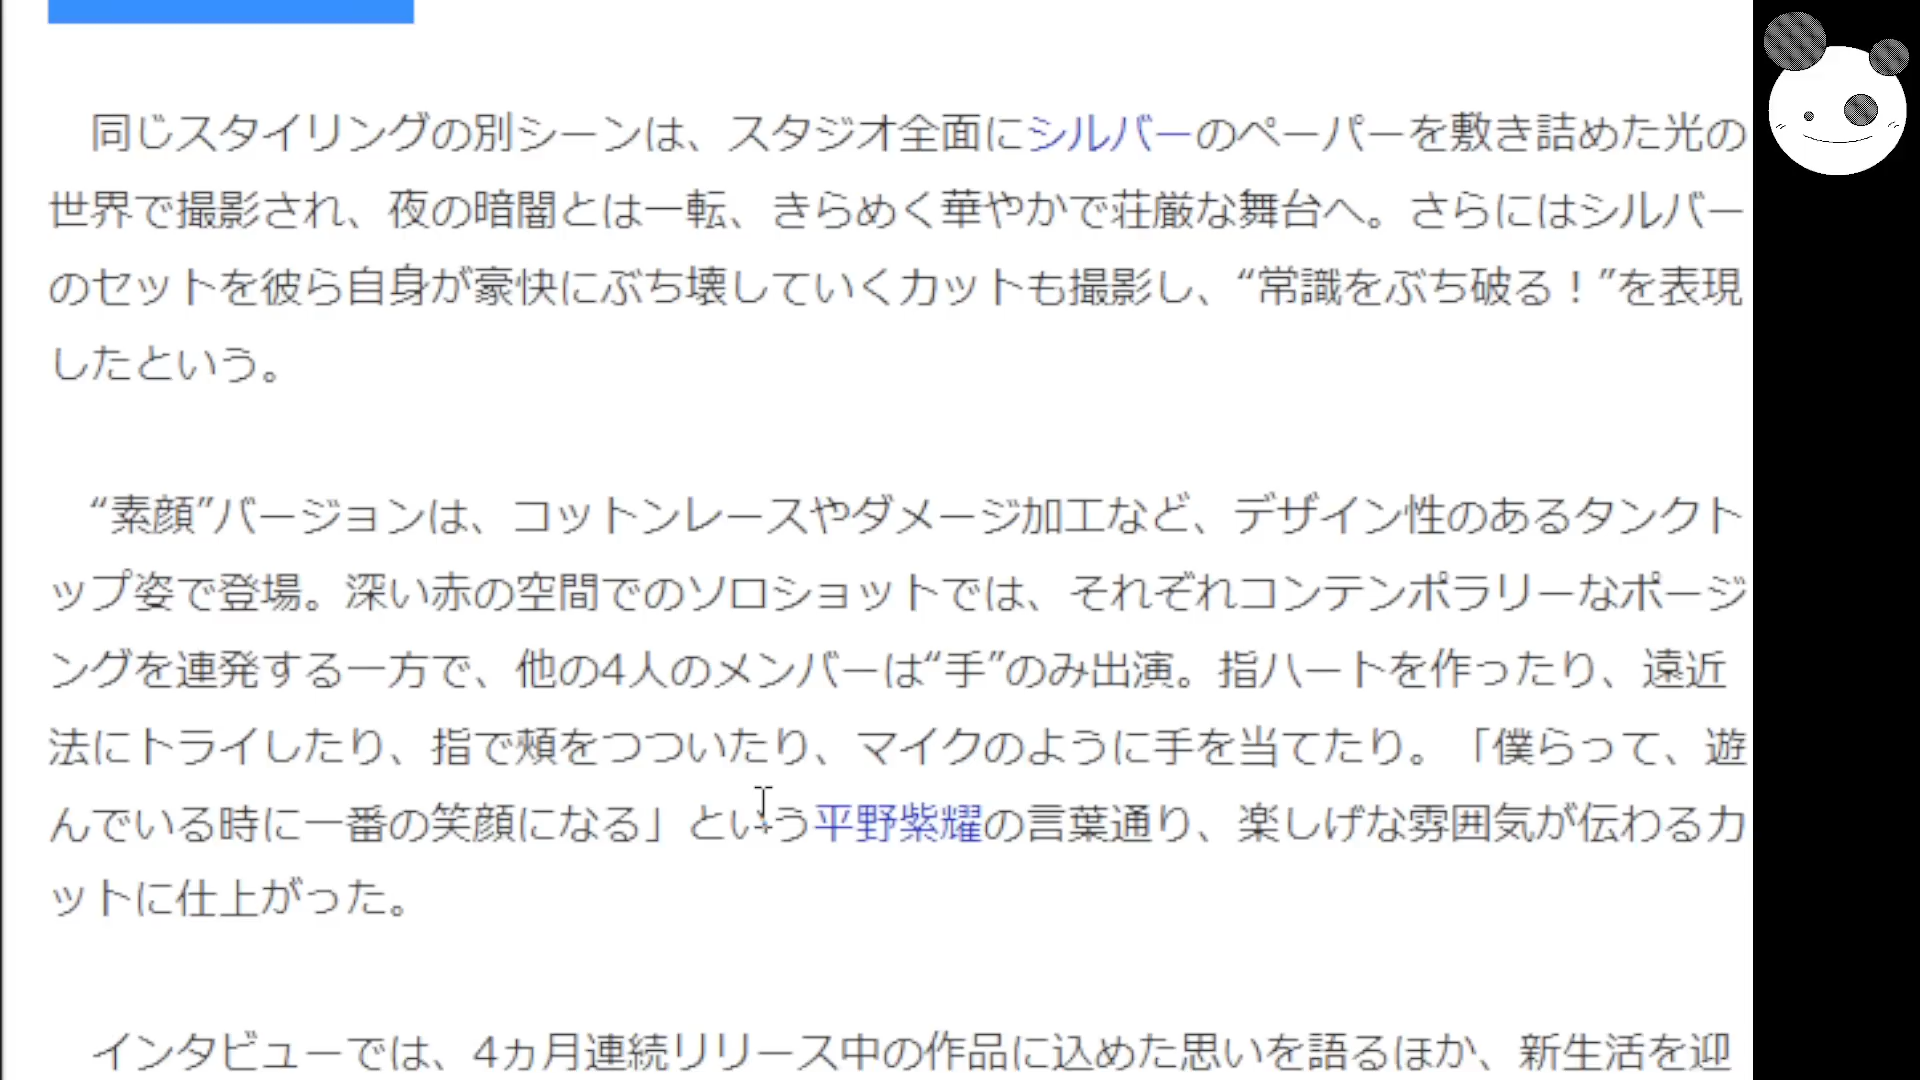 同じスタイリングの別シーンは、スタジオ全面にシルバーのペーパーを敷き詰めた光の
世界で撮影され、夜の暗闇とは一転、きらめく華やかで荘厳な舞台へ。さらにはシルバー
のセットを彼ら自身が豪快にぶち壊していくカットも撮影し、“常識をぶち破る！”を表現
したという。
“素顔”バージョンは、コットンレースやダメージ加工など、デザイン性のあるタンクト
ップ姿で登場。深い赤の空間でのソロショットでは、それぞれコンテンポラリーなポージ
ングを連発する一方で、他の4人のメンバーは“手”のみ出演。指ハートを作ったり、遠近
法にトライしたり、指で頬をつついたり、マイクのように手を当てたり。「僕らって、遊
んでいる時に一番の笑顔になる」という平野紫耀の言葉通り、楽しげな雰囲気が伝わるカ
ットに仕上がった。
インタビューでは、4ヵ月連続リリース中の作品に込めた思いを語るほか、新生活を迎